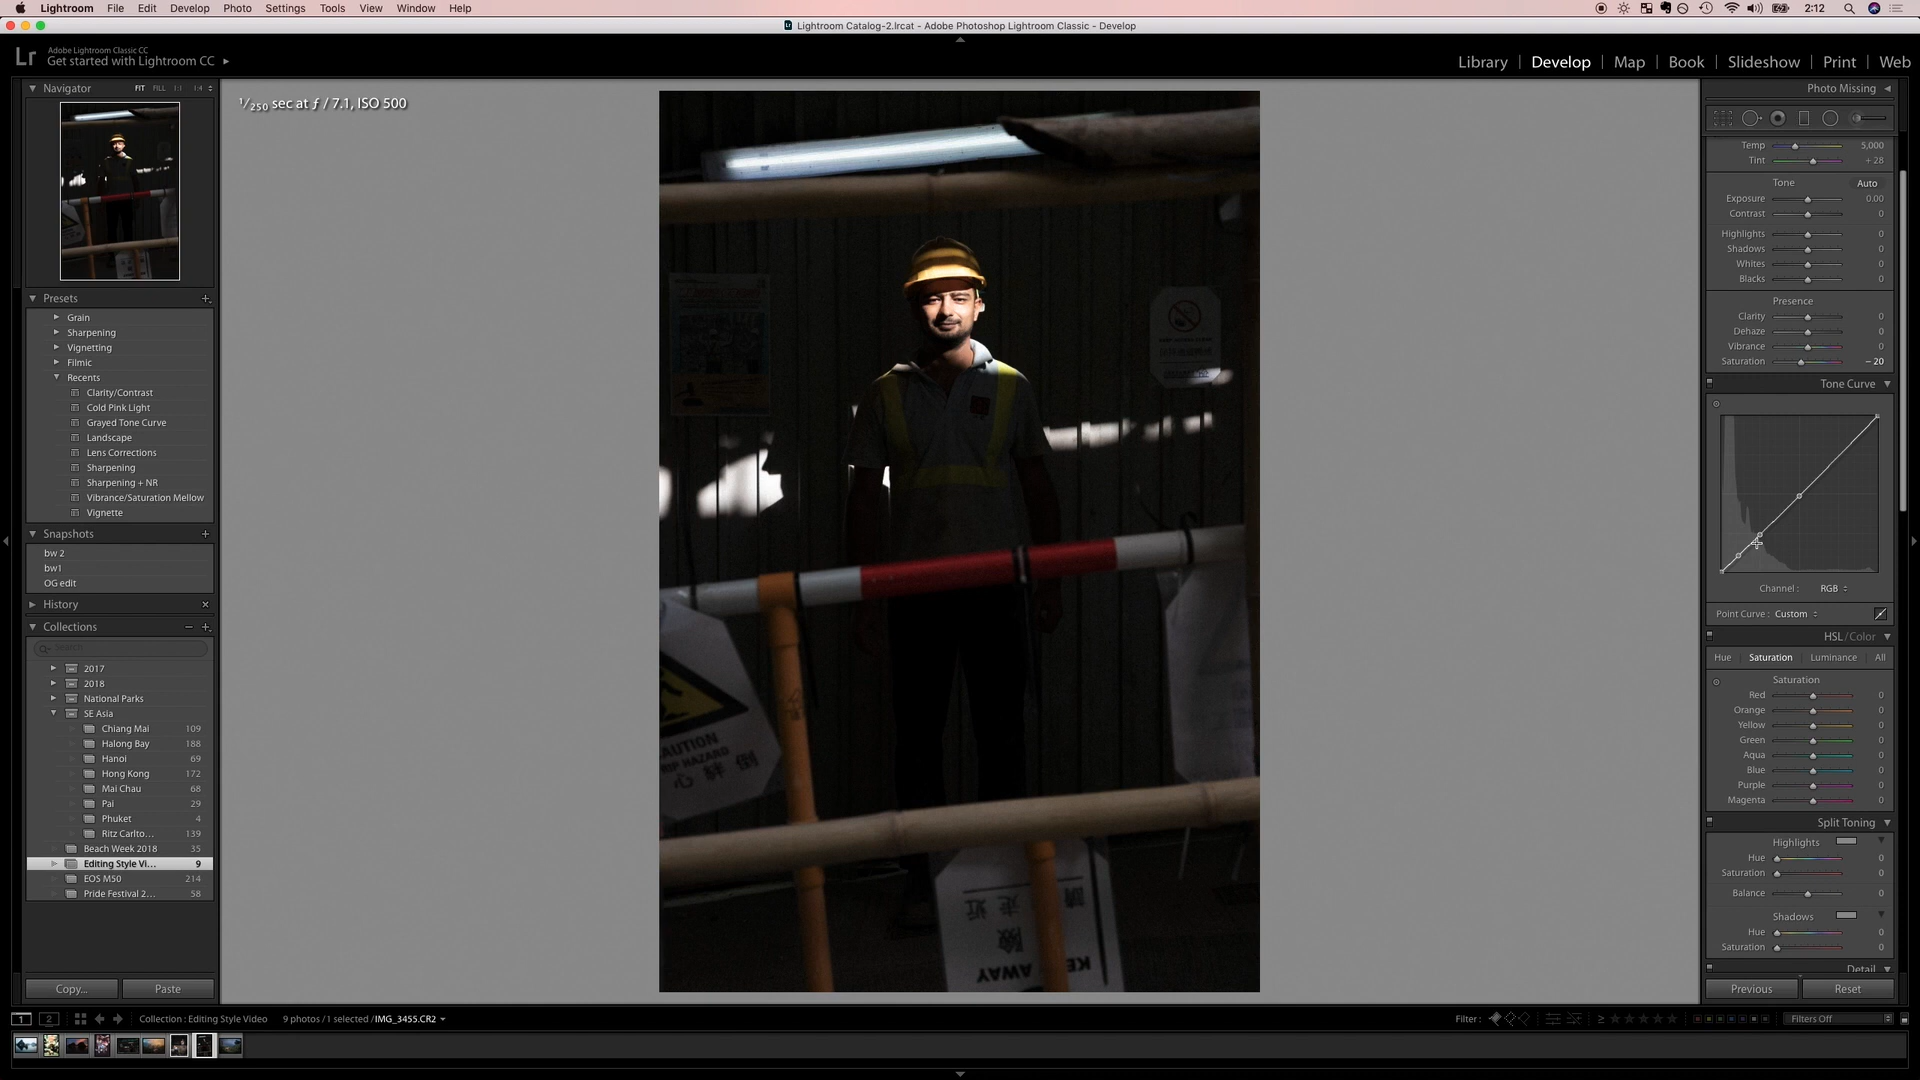 Lightroom File Edit Develop Photo Settings Tools View Window Help 2:12
Lightroom Catalog-2.lrcat - Adobe Photoshop Lightroom Classic - Develop
Lr
Adobe Lightroom Classic CC
Get started with Lightroom CC
Library | Develop | Map | Book | Slideshow | Print | Web
Navigator FIT FILL 1:1 1:4
Presets
Grain
Sharpening
Vignetting
Filmic
Recents
Clarity/Contrast
Cold Pink Light
Grayed Tone Curve
Landscape
Lens Corrections
Sharpening
Sharpening + NR
Vibrance/Saturation Mellow
Vignette
Snapshots
bw 2
bw1
OG edit
History
Collections
Search
2017
2018
National Parks
SE Asia
Chiang Mai 109
Halong Bay 188
Hanoi 69
Hong Kong 172
Mai Chau 68
Pai 29
Phuket 4
Ritz Carlto... 139
Beach Week 2018 35
Editing Style Vi... 9
EOS M50 214
Pride Festival 2... 58
Copy... Paste
1/250 sec at ƒ / 7.1, ISO 500
CAUTION
TRIP HAZARD
KEEP AWAY
Photo Missing
Temp 5,000
Tint + 28
Tone Auto
Exposure 0.00
Contrast 0
Highlights 0
Shadows 0
Whites 0
Blacks 0
Presence
Clarity 0
Dehaze 0
Vibrance 0
Saturation – 20
Tone Curve
Channel : RGB
Point Curve : Custom
HSL / Color
Hue Saturation Luminance All
Saturation
Red 0
Orange 0
Yellow 0
Green 0
Aqua 0
Blue 0
Purple 0
Magenta 0
Split Toning
Highlights
Hue 0
Saturation 0
Balance 0
Shadows
Hue 0
Saturation 0
Detail
Previous Reset
1 2 Collection : Editing Style Video 9 photos / 1 selected / IMG_3455.CR2 Filter : ≥ Filters Off